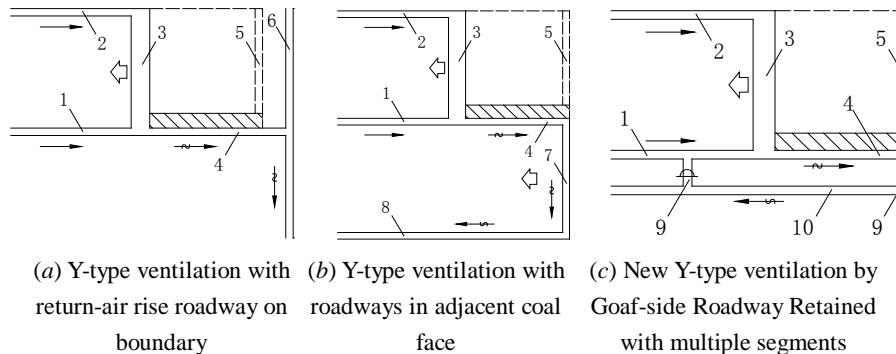 2
3
5
6
1
4
(a) Y-type ventilation with
return-air rise roadway on
boundary
2
3
5
1
4
7
8
(b) Y-type ventilation with
roadways in adjacent coal
face
2
3
5
1
4
9
10
9
(c) New Y-type ventilation by
Goaf-side Roadway Retained
with multiple segments